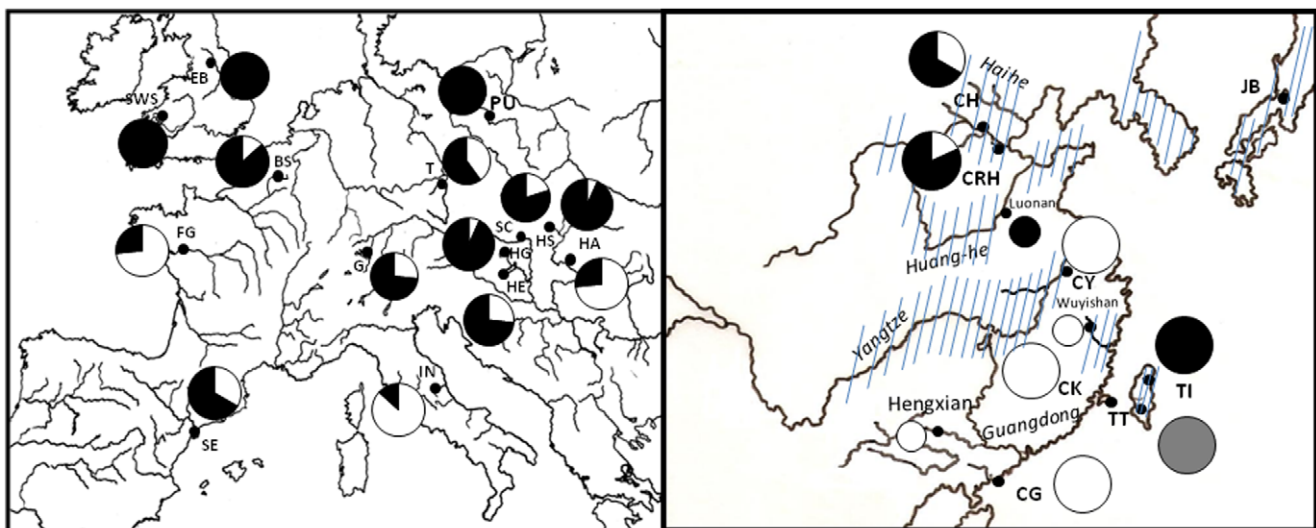 EB
SWS
PU
BS
T
FG
SC
HS
HA
HG
G
HE
IN
SE
Haihe
CH
JB
CRH
Luonan
Huang-he
CY
Wuyishan
Yangtze
CK
TI
Hengxian
Guangdong
TT
CG